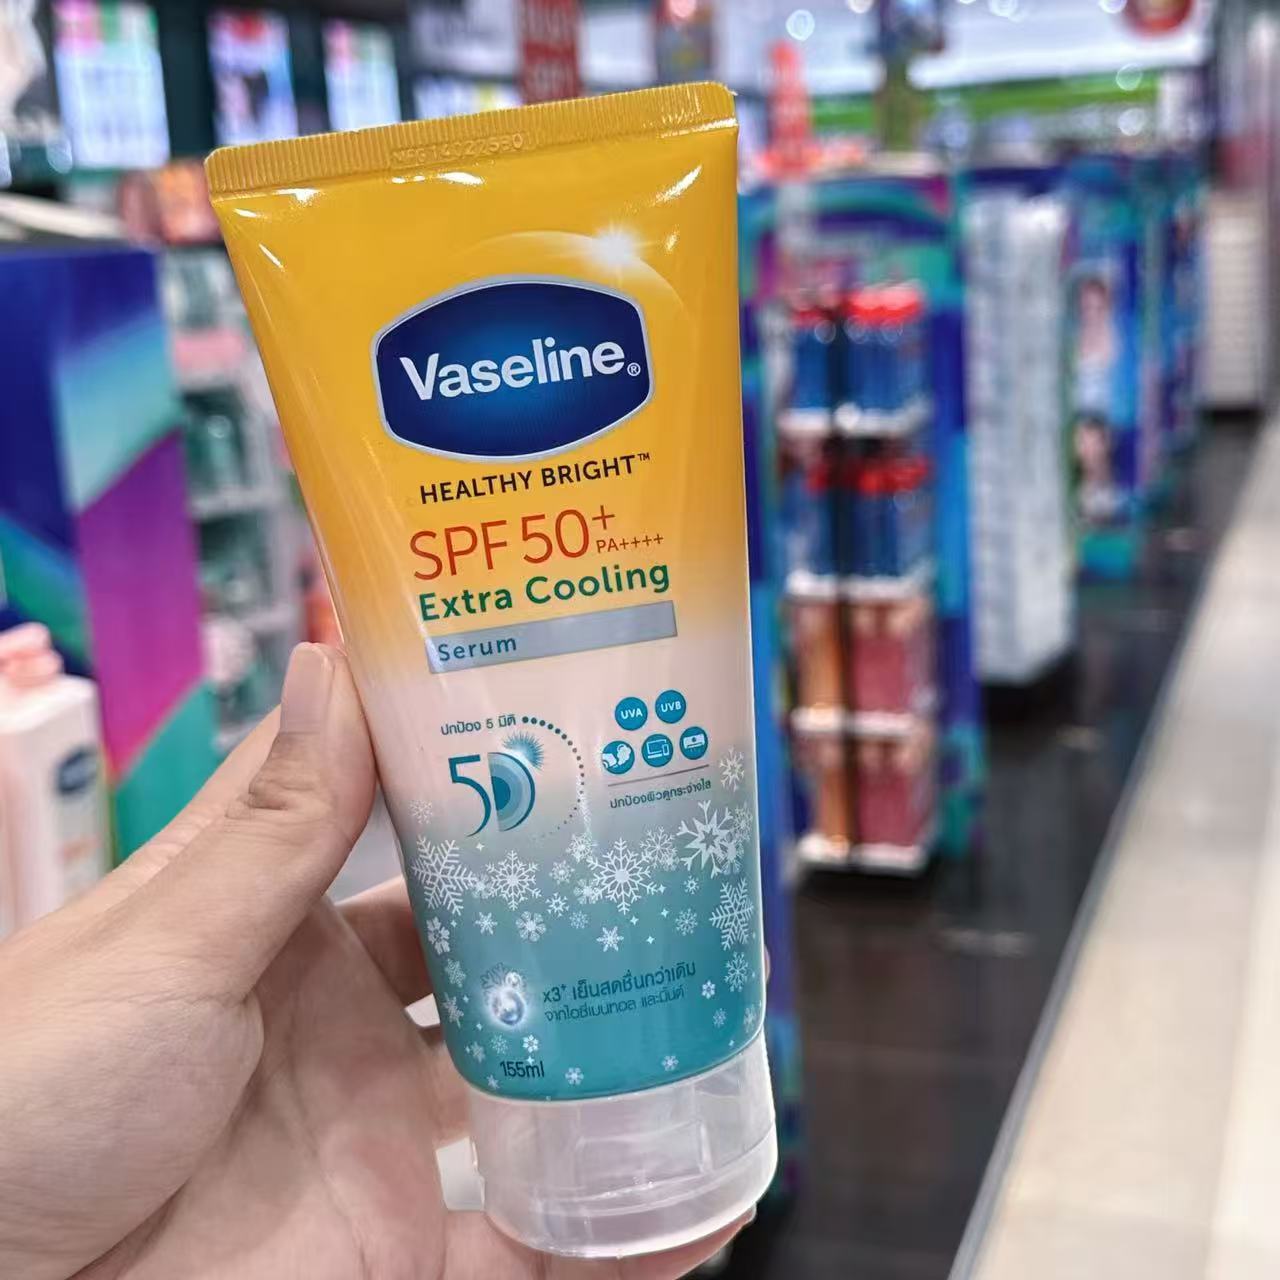 Vaseline®
HEALTHY BRIGHT™
SPF 50+
PA++++
Extra Cooling
Serum
ปกป้อง 5 มิติ
5D
UVA UVB
ปกป้องผิวดูกระจ่างใส
x3* เย็นสดชื่นกว่าเดิม
จากไอซ์เมนทอล และมิ้นต์
155ml